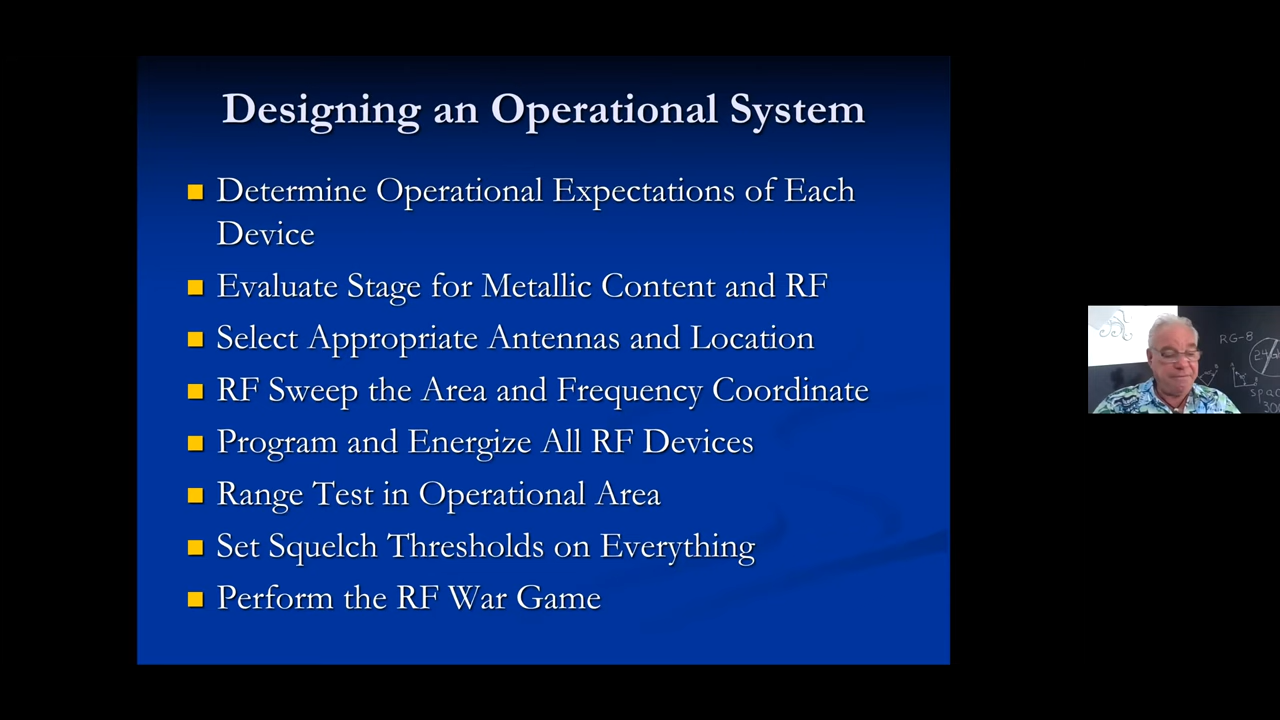 Designing an Operational System
Determine Operational Expectations of Each
Device
Evaluate Stage for Metallic Content and RF
Select Appropriate Antennas and Location
RF Sweep the Area and Frequency Coordinate
Program and Energize All RF Devices
Range Test in Operational Area
Set Squelch Thresholds on Everything
Perform the RF War Game
RG-8